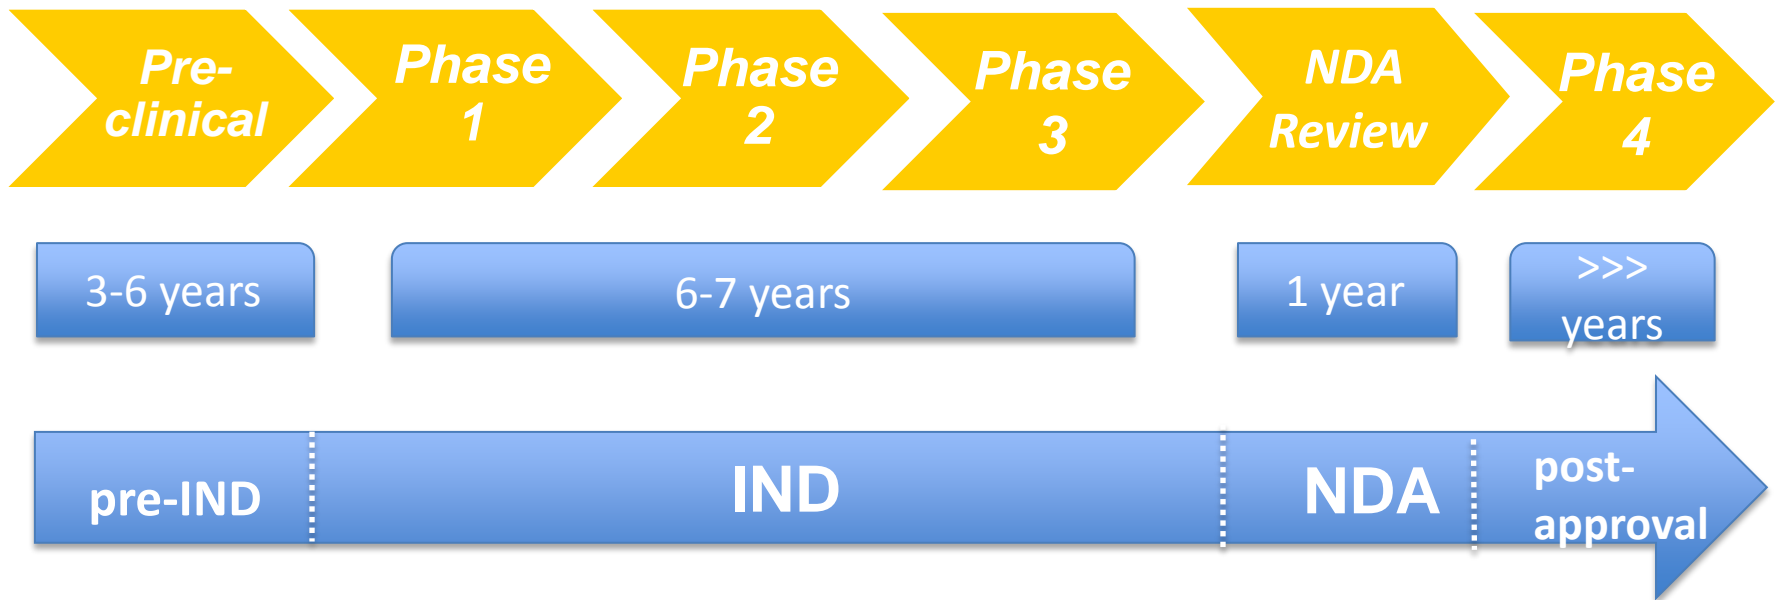 Pre-
clinical
Phase
1
Phase
2
Phase
3
NDA
Review
Phase
4
3-6 years
6-7 years
1 year
>>>
years
pre-IND
IND
NDA
post-
approval